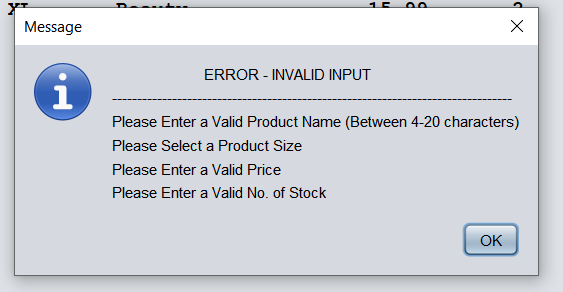 XL Beauty 15.99 2
Message
ERROR - INVALID INPUT
--------------------------------------------------------------------------------
Please Enter a Valid Product Name (Between 4-20 characters)
Please Select a Product Size
Please Enter a Valid Price
Please Enter a Valid No. of Stock
OK